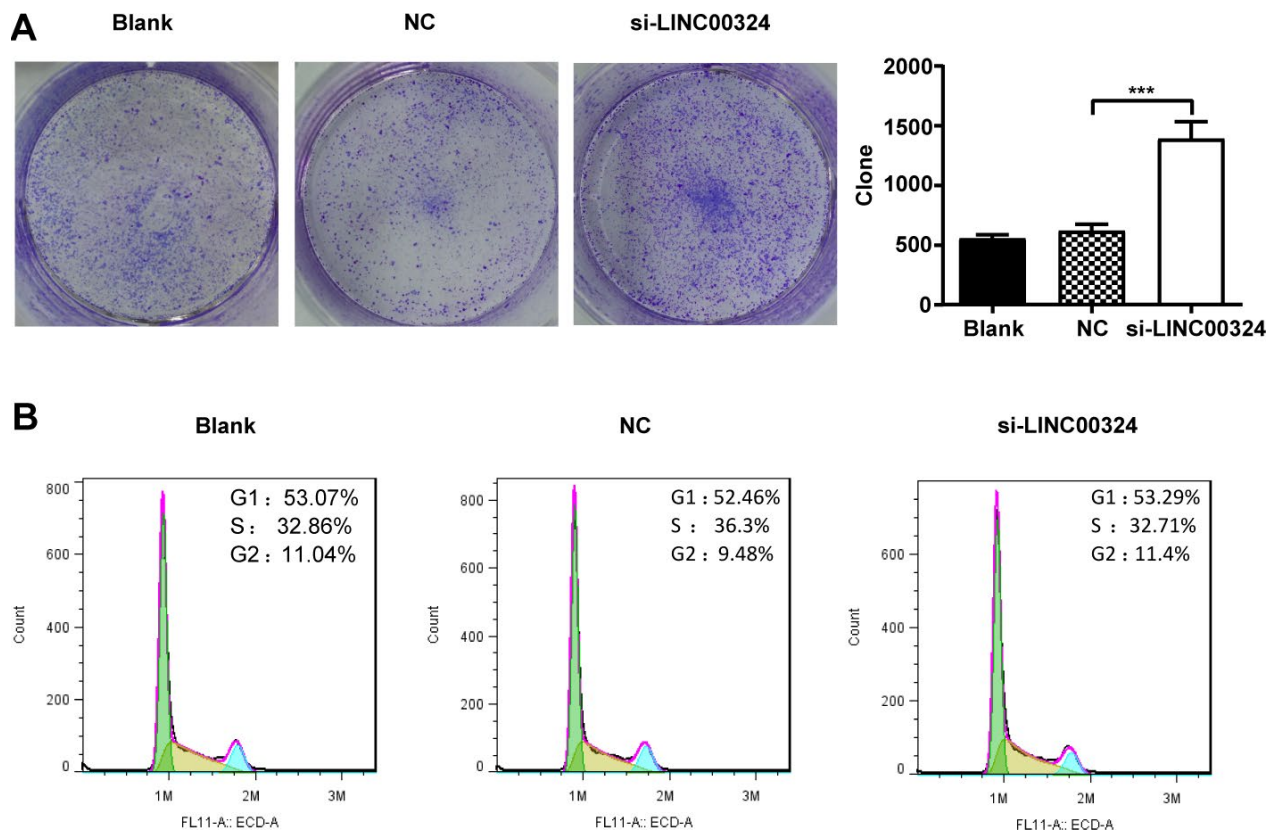 A
Blank
NC
si-LINC00324
2000
1500
1000
500
0
Clone
***
Blank
NC
si-LINC00324
B
Blank
NC
si-LINC00324
G1： 53.07%
S： 32.86%
G2： 11.04%
800
600
400
200
0
Count
1M
2M
3M
FL11-A:: ECD-A
G1：52.46%
S ： 36.3%
G2： 9.48%
800
600
400
200
0
Count
1M
2M
3M
FL11-A:: ECD-A
G1：53.29%
S ： 32.71%
G2： 11.4%
800
600
400
200
0
Count
1M
2M
3M
FL11-A:: ECD-A